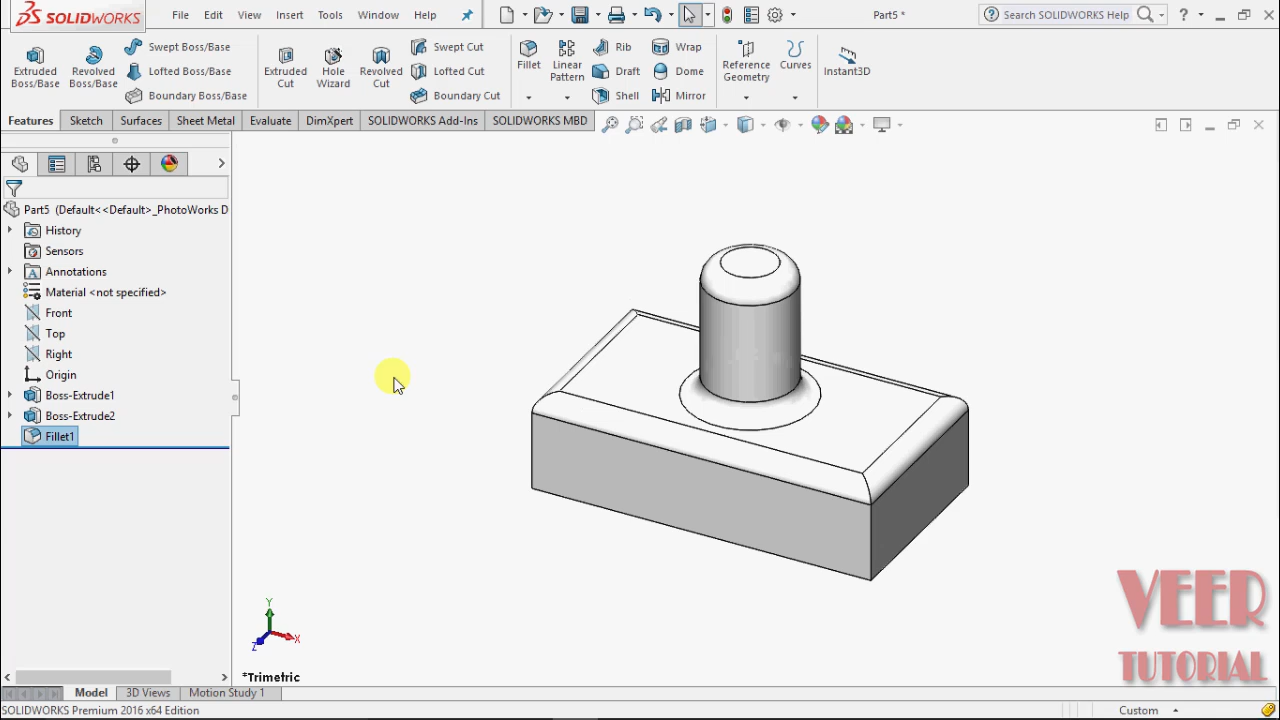 SOLIDWORKS File Edit View Insert Tools Window Help Part5 * Search SOLIDWORKS Help ?
Extruded Boss/Base
Revolved Boss/Base
Swept Boss/Base
Lofted Boss/Base
Boundary Boss/Base
Extruded Cut
Hole Wizard
Revolved Cut
Swept Cut
Lofted Cut
Boundary Cut
Fillet
Linear Pattern
Rib
Draft
Shell
Wrap
Dome
Mirror
Reference Geometry
Curves
Instant3D
Features Sketch Surfaces Sheet Metal Evaluate DimXpert SOLIDWORKS Add-Ins SOLIDWORKS MBD
Part5 (Default<<Default>_PhotoWorks D
History
Sensors
Annotations
Material <not specified>
Front
Top
Right
Origin
Boss-Extrude1
Boss-Extrude2
Fillet1
Y
X
Z
*Trimetric
VEER
TUTORIAL
Model 3D Views Motion Study 1
SOLIDWORKS Premium 2016 x64 Edition Custom